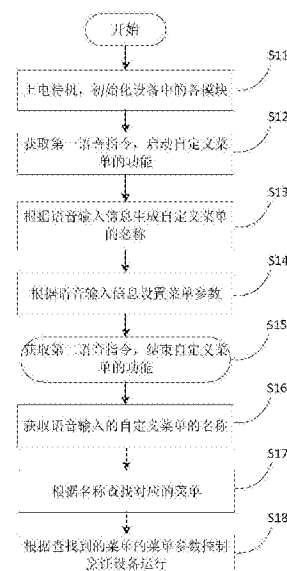 开始
S11
上电待机，初始化设备中的各模块
S12
获取第一语音指令，启动自定义菜
单的功能
S13
根据语音输入信息生成自定义菜单
的名称
S14
根据语音输入信息设置菜单参数
S15
获取第二语音指令，结束自定义菜
单的功能
S16
获取语音输入的自定义菜单的名称
S17
根据名称查找对应的菜单
S18
根据查找到的菜单的菜单参数控制
烹饪设备运行